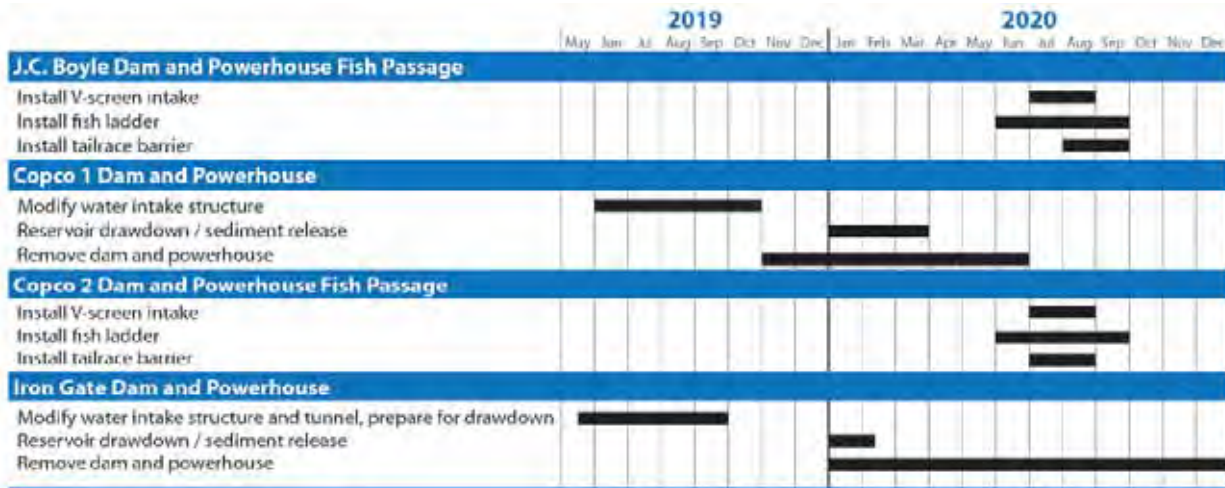 2019 2020
May Jun Jul Aug Sep Oct Nov Dec Jan Feb Mar Apr May Jun Jul Aug Sep Oct Nov Dec
J.C. Boyle Dam and Powerhouse Fish Passage
Install V-screen intake
Install fish ladder
Install tailrace barrier
Copco 1 Dam and Powerhouse
Modify water intake structure
Reservoir drawdown / sediment release
Remove dam and powerhouse
Copco 2 Dam and Powerhouse Fish Passage
Install V-screen intake
Install fish ladder
Install tailrace barrier
Iron Gate Dam and Powerhouse
Modify water intake structure and tunnel, prepare for drawdown
Reservoir drawdown / sediment release
Remove dam and powerhouse